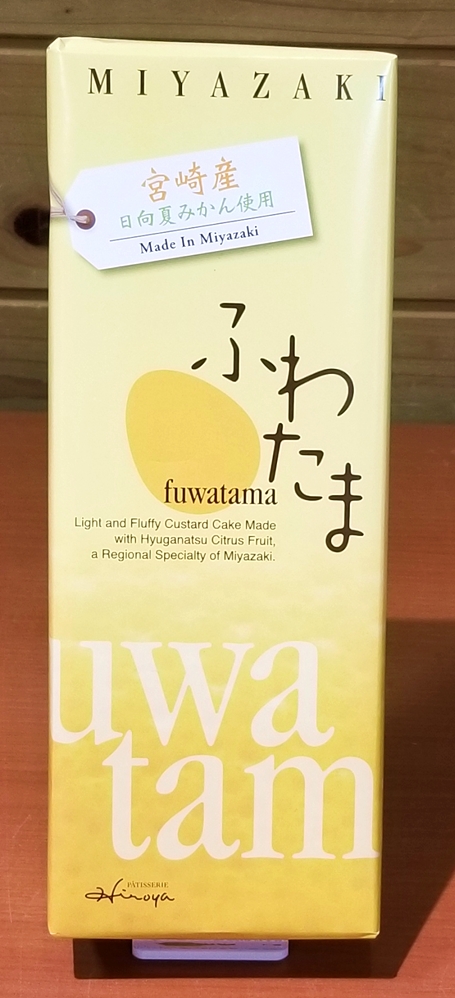 MIYAZAKI
宮崎産
日向夏みかん使用
Made In Miyazaki
ふわ
たま
fuwatama
Light and Fluffy Custard Cake Made
with Hyuganatsu Citrus Fruit,
a Regional Specialty of Miyazaki.
uwa
tam
PÂTISSERIE
Hiroya